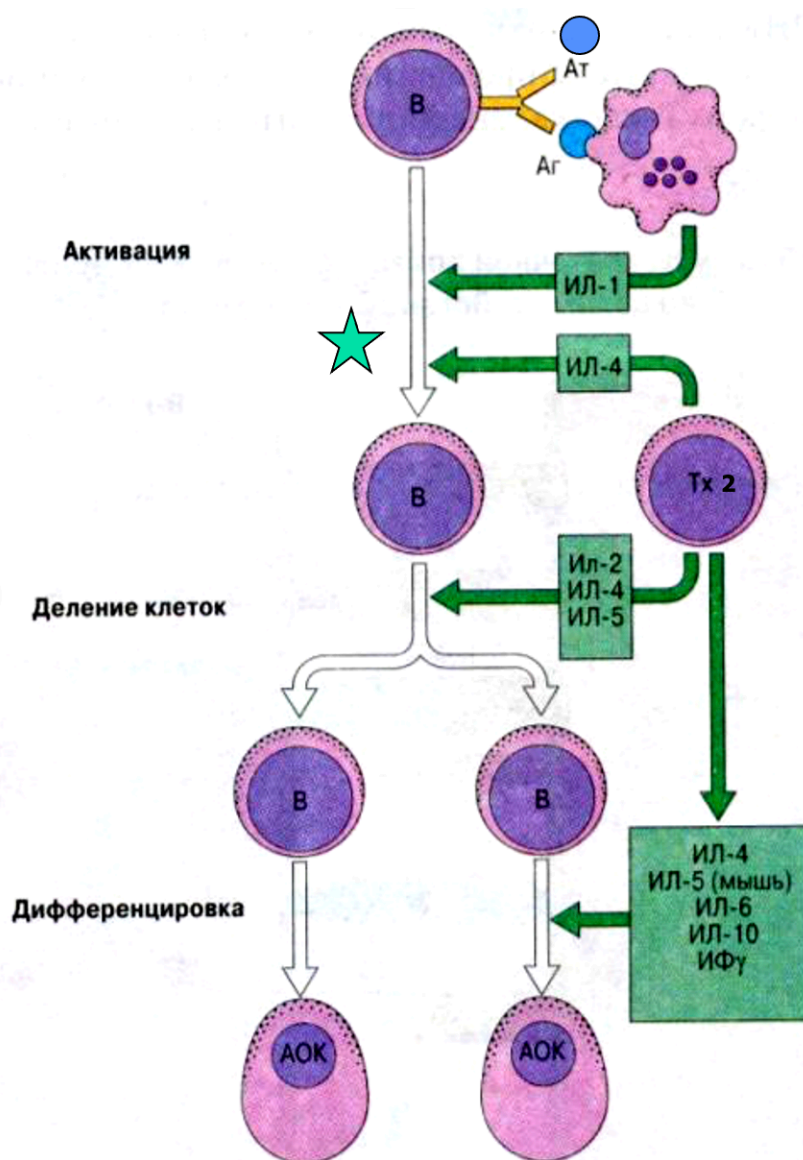 В
Ат
Аг
Активация
ИЛ-1
ИЛ-4
В
Тх 2
Ил-2
ИЛ-4
ИЛ-5
Деление клеток
В
В
ИЛ-4
ИЛ-5 (мышь)
ИЛ-6
ИЛ-10
ИФγ
Дифференцировка
АОК
АОК